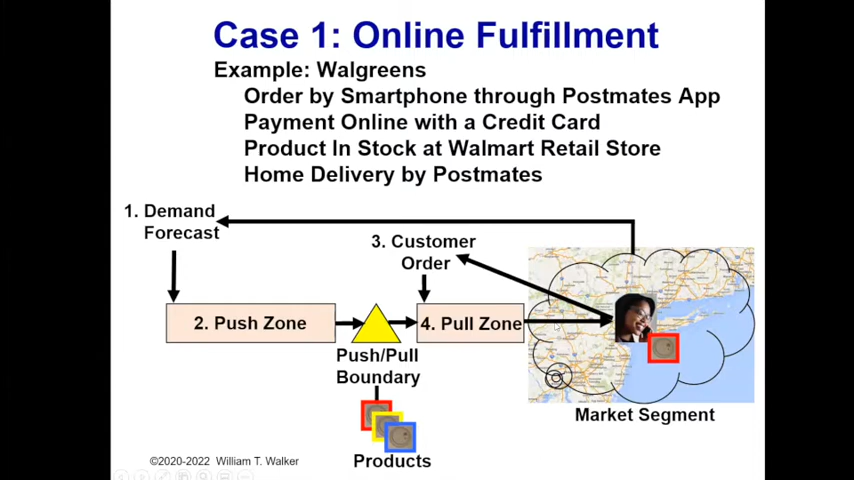 Case 1: Online Fulfillment
Example: Walgreens
Order by Smartphone through Postmates App
Payment Online with a Credit Card
Product In Stock at Walmart Retail Store
Home Delivery by Postmates
1. Demand
Forecast
3. Customer
Order
2. Push Zone
4. Pull Zone
Push/Pull
Boundary
Market Segment
Products
©2020-2022 William T. Walker